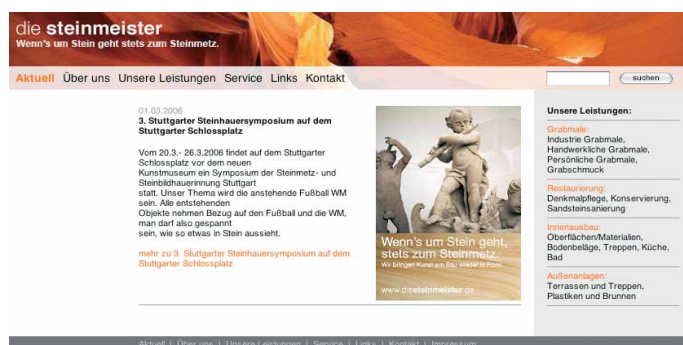 die steinmeister
Wenn's um Stein geht stets zum Steinmetz.
Aktuell Über uns Unsere Leistungen Service Links Kontakt
suchen
01.03.2006
3. Stuttgarter Steinhauersymposium auf dem
Stuttgarter Schlossplatz
Vom 20.3.- 26.3.2006 findet auf dem Stuttgarter
Schlossplatz vor dem neuen
Kunstmuseum ein Symposium der Steinmetz- und
Steinbildhauerinnung Stuttgart
statt. Unser Thema wird die anstehende Fußball WM
sein. Alle entstehenden
Objekte nehmen Bezug auf den Fußball und die WM,
man darf also gespannt
sein, wie so etwas in Stein aussieht.
mehr zu 3. Stuttgarter Steinhauersymposium auf dem
Stuttgarter Schlossplatz
Wenn's um Stein geht,
stets zum Steinmetz.
Wir bringen Kunst am Bau wieder in Form.
www.diesteinmeister.de
Unsere Leistungen:
Grabmale:
Industrie Grabmale,
Handwerkliche Grabmale,
Persönliche Grabmale,
Grabschmuck
Restaurierung:
Denkmalpflege, Konservierung,
Sandsteinsanierung
Innenausbau:
Oberflächen/Materialien,
Bodenbeläge, Treppen, Küche,
Bad
Außenanlagen:
Terrassen und Treppen,
Plastiken und Brunnen
Aktuell | Über uns | Unsere Leistungen | Service | Links | Kontakt | Impressum